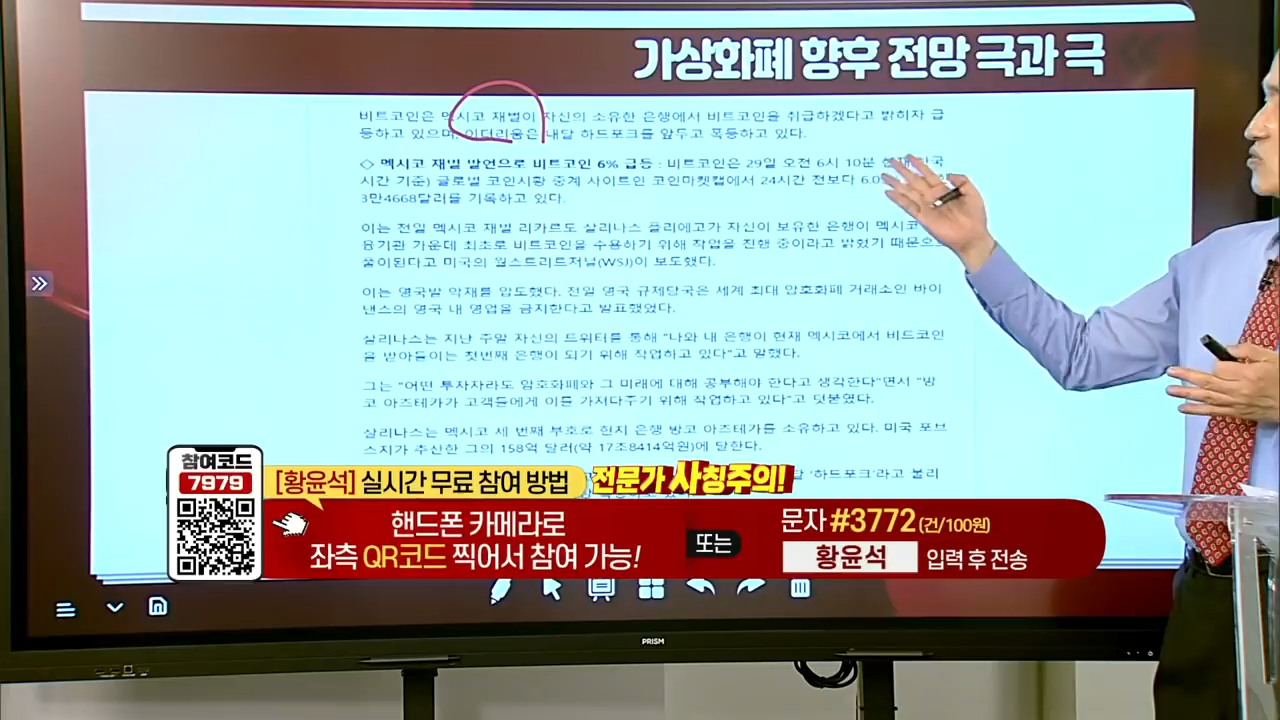 가상화폐 향후 전망 극과 극
비트코인은 멕시코 재벌이 자신의 소유한 은행에서 비트코인을 취급하겠다고 밝히자 급
등하고 있으며, 이더리움은 내달 하드포크를 앞두고 폭등하고 있다.
◇ 멕시코 재벌 발언으로 비트코인 6% 급등 : 비트코인은 29일 오전 6시 10분 현재(한국
시간 기준) 글로벌 코인시황 중계 사이트인 코인마켓캡에서 24시간 전보다 6.0
3만4668달러를 기록하고 있다.
이는 전일 멕시코 재벌 리카르도 살리나스 플리에고가 자신이 보유한 은행이 멕시코
융기관 가운데 최초로 비트코인을 수용하기 위해 작업을 진행 중이라고 밝혔기 때문으
풀이된다고 미국의 월스트리트저널(WSJ)이 보도했다.
이는 영국발 악재를 압도했다. 전일 영국 규제당국은 세계 최대 암호화폐 거래소인 바이
낸스의 영국 내 영업을 금지한다고 발표했었다.
살리나스는 지난 주말 자신의 트위터를 통해 "나와 내 은행이 현재 멕시코에서 비트코인
을 받아들이는 첫번째 은행이 되기 위해 작업하고 있다"고 말했다.
그는 "어떤 투자자라도 암호화폐와 그 미래에 대해 공부해야 한다고 생각한다"면서 "방
코 아즈테카가 고객들에게 이를 가져다주기 위해 작업하고 있다"고 덧붙였다.
살리나스는 멕시코 세 번째 부호로 현지 은행 방코 아즈테가를 소유하고 있다. 미국 포브
스지가 추산한 그의 158억 달러(약 17조8414억원)에 달한다.
'하드포크'라고 불리
참여코드
7979
[황윤석] 실시간 무료 참여 방법
전문가 사칭주의!
핸드폰 카메라로
좌측 QR코드 찍어서 참여 가능!
또는
문자 #3772 (건/100원)
황윤석 입력 후 전송
PRISM